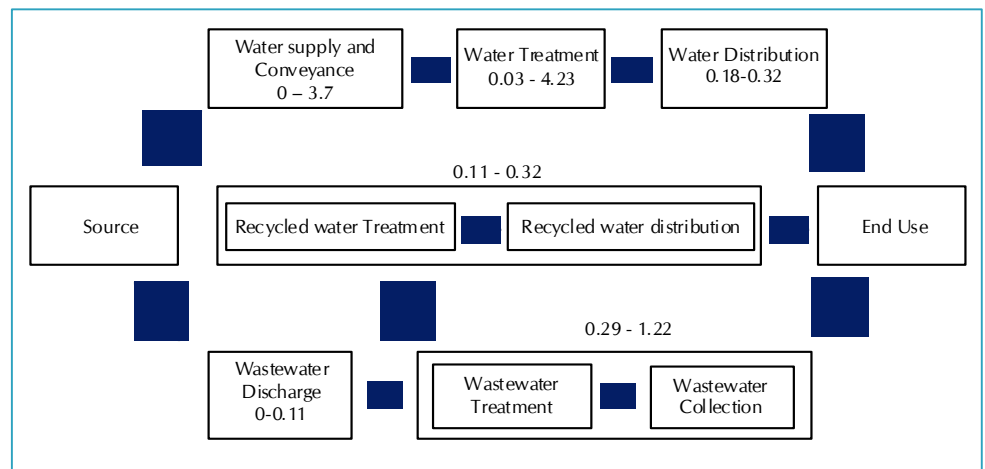 Water supply and
Conveyance
0 – 3.7
Water Treatment
0.03 - 4.23
Water Distribution
0.18-0.32
0.11 - 0.32
Source
Recycled water Treatment
Recycled water distribution
End Use
0.29 - 1.22
Wastewater
Discharge
0-0.11
Wastewater
Treatment
Wastewater
Collection